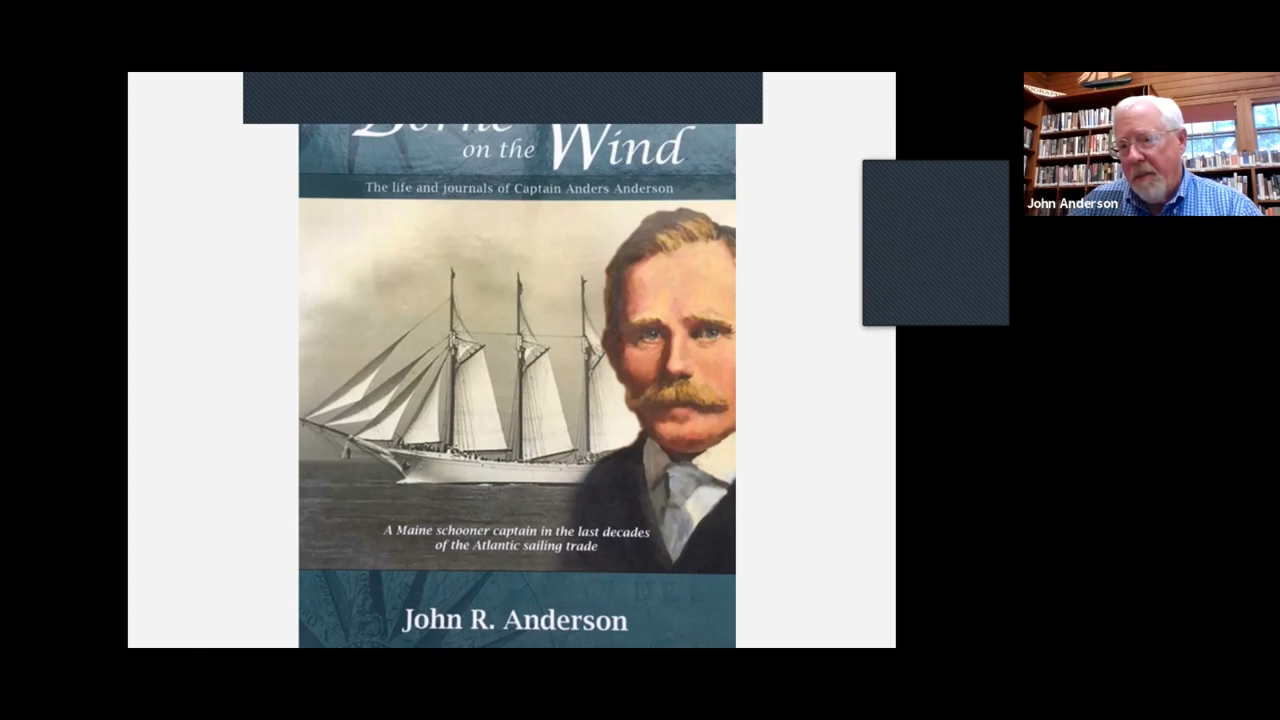 Borne
on the Wind
The life and journals of Captain Anders Anderson
A Maine schooner captain in the last decades
of the Atlantic sailing trade
John R. Anderson
John Anderson